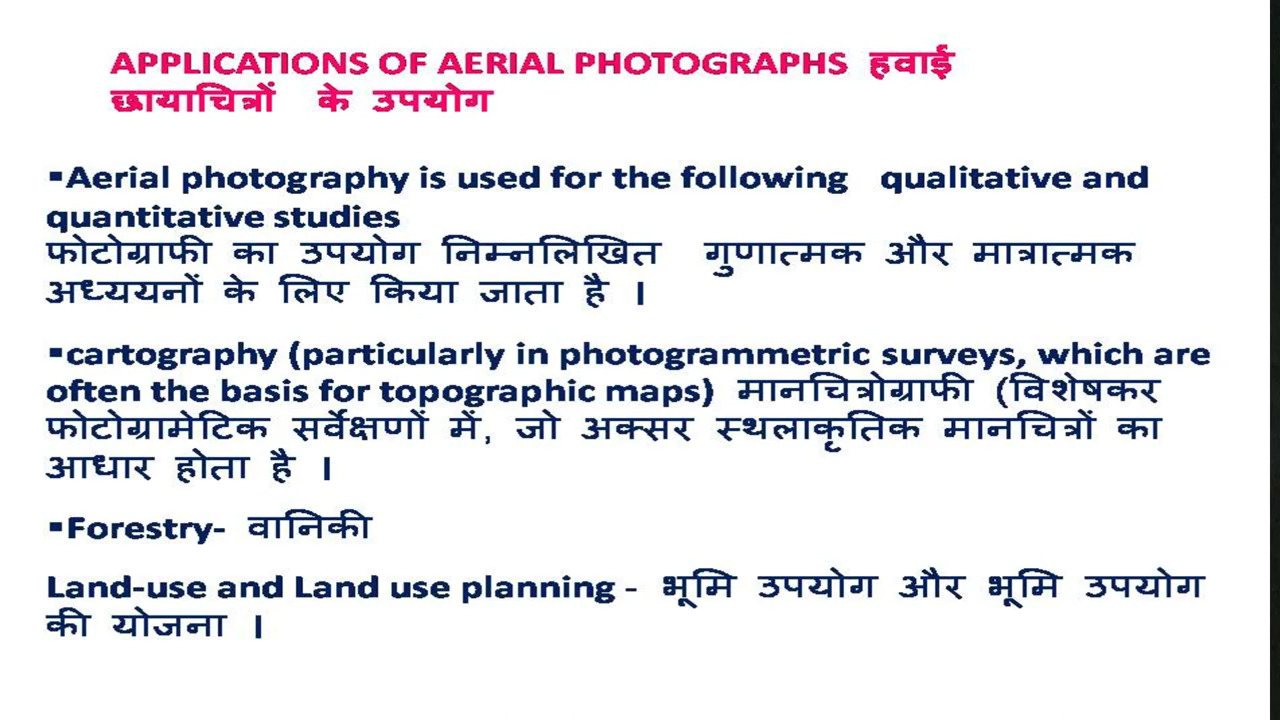 APPLICATIONS OF AERIAL PHOTOGRAPHS हवाई
छायाचित्रों के उपयोग
▪Aerial photography is used for the following qualitative and
quantitative studies
फोटोग्राफी का उपयोग निम्नलिखित गुणात्मक और मात्रात्मक
अध्ययनों के लिए किया जाता है ।
▪cartography (particularly in photogrammetric surveys, which are
often the basis for topographic maps) मानचित्रोग्राफी (विशेषकर
फोटोग्रामेटिक सर्वेक्षणों में, जो अक्सर स्थलाकृतिक मानचित्रों का
आधार होता है ।
▪Forestry- वानिकी
Land-use and Land use planning - भूमि उपयोग और भूमि उपयोग
की योजना ।